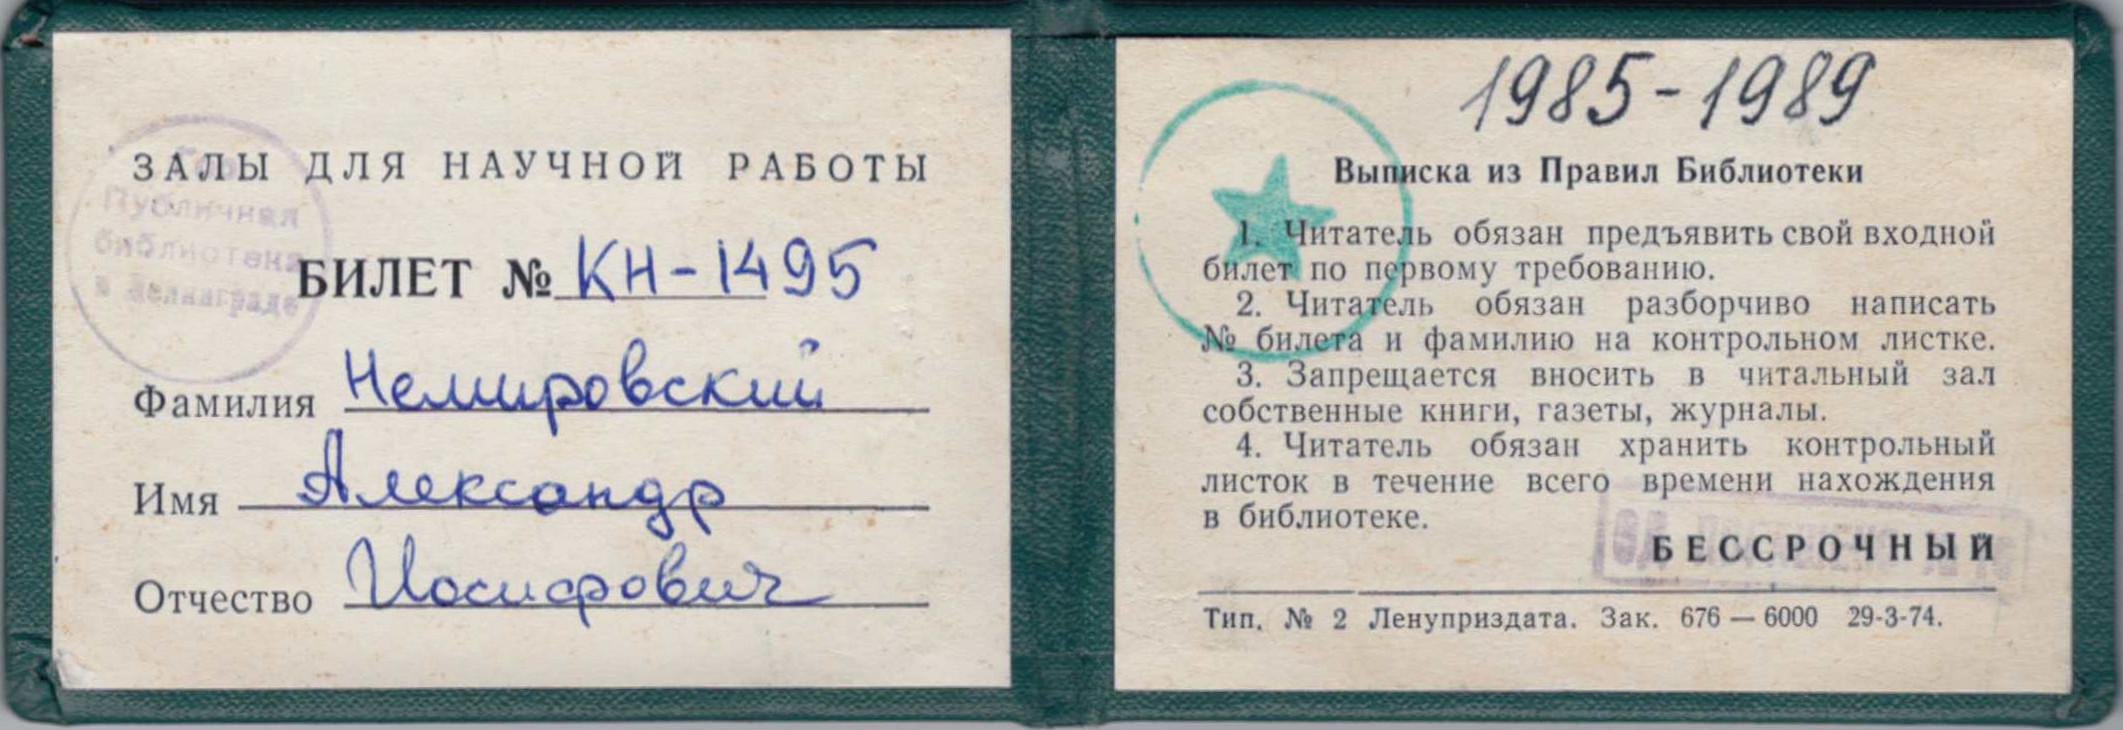 ЗАЛЫ ДЛЯ НАУЧНОЙ РАБОТЫ
Публичная
библиотека
в Ленинграде
БИЛЕТ № КН-1495
Фамилия Немировский
Имя Александр
Отчество Иосифович
1985-1989
Выписка из Правил Библиотеки
1. Читатель обязан предъявить свой входной
билет по первому требованию.
2. Читатель обязан разборчиво написать
№ билета и фамилию на контрольном листке.
3. Запрещается вносить в читальный зал
собственные книги, газеты, журналы.
4. Читатель обязан хранить контрольный
листок в течение всего времени нахождения
в библиотеке.
БЕССРОЧНЫЙ
Тип. № 2 Ленуприздата. Зак. 676 — 6000 29-3-74.